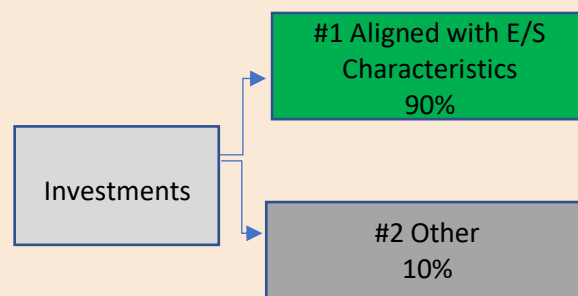 #1 Aligned with E/S
Characteristics
90%
Investments
#2 Other
10%